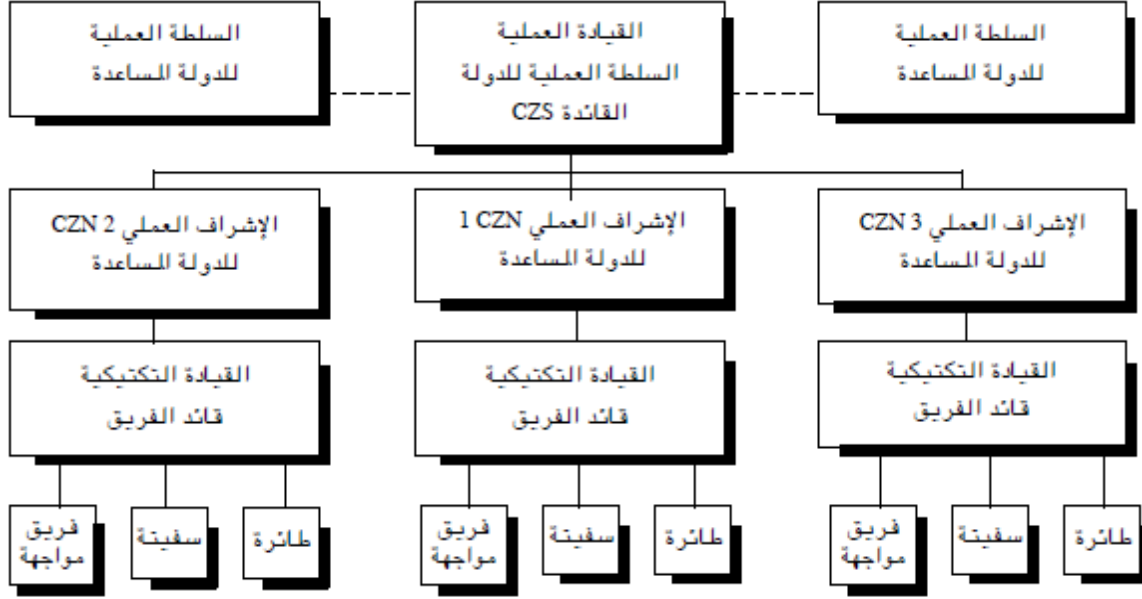 السلطة العملية
للدولة المساعدة
القيادة العملية
السلطة العملية للدولة
القائدة CZS
السلطة العملية
للدولة المساعدة
الإشراف العملي CZN 3
للدولة المساعدة
الإشراف العملي CZN 1
للدولة المساعدة
الإشراف العملي CZN 2
للدولة المساعدة
القيادة التكتيكية
قائد الفريق
القيادة التكتيكية
قائد الفريق
القيادة التكتيكية
قائد الفريق
طائرة
سفينة
فريق
مواجهة
طائرة
سفينة
فريق
مواجهة
طائرة
سفينة
فريق
مواجهة